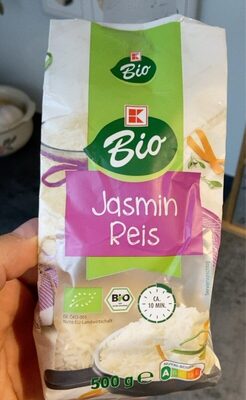 K
Bio
K
Bio
Jasmin
Reis
BIO
CA.
10 MIN.
500 g e